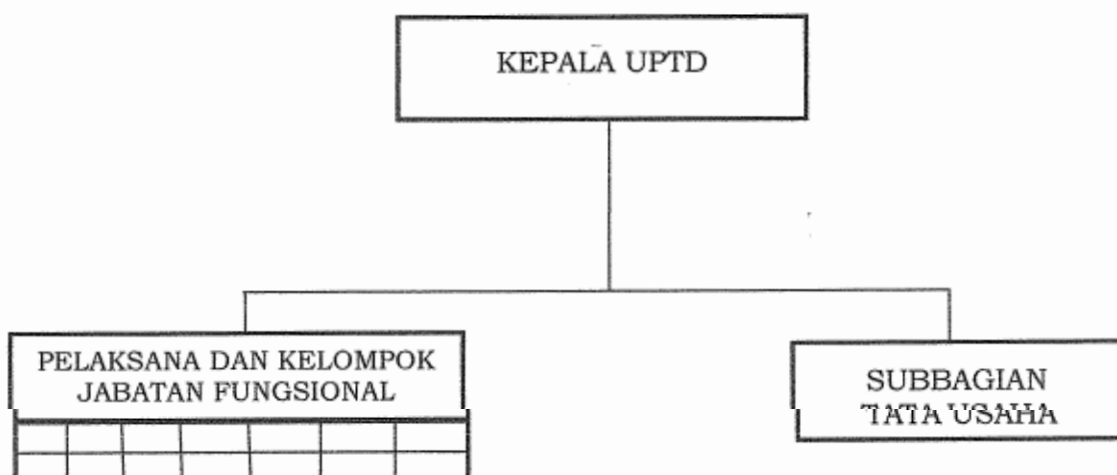 KEPALA UPTD
PELAKSANA DAN KELOMPOK
JABATAN FUNGSIONAL
SUBBAGIAN
TATA USAHA